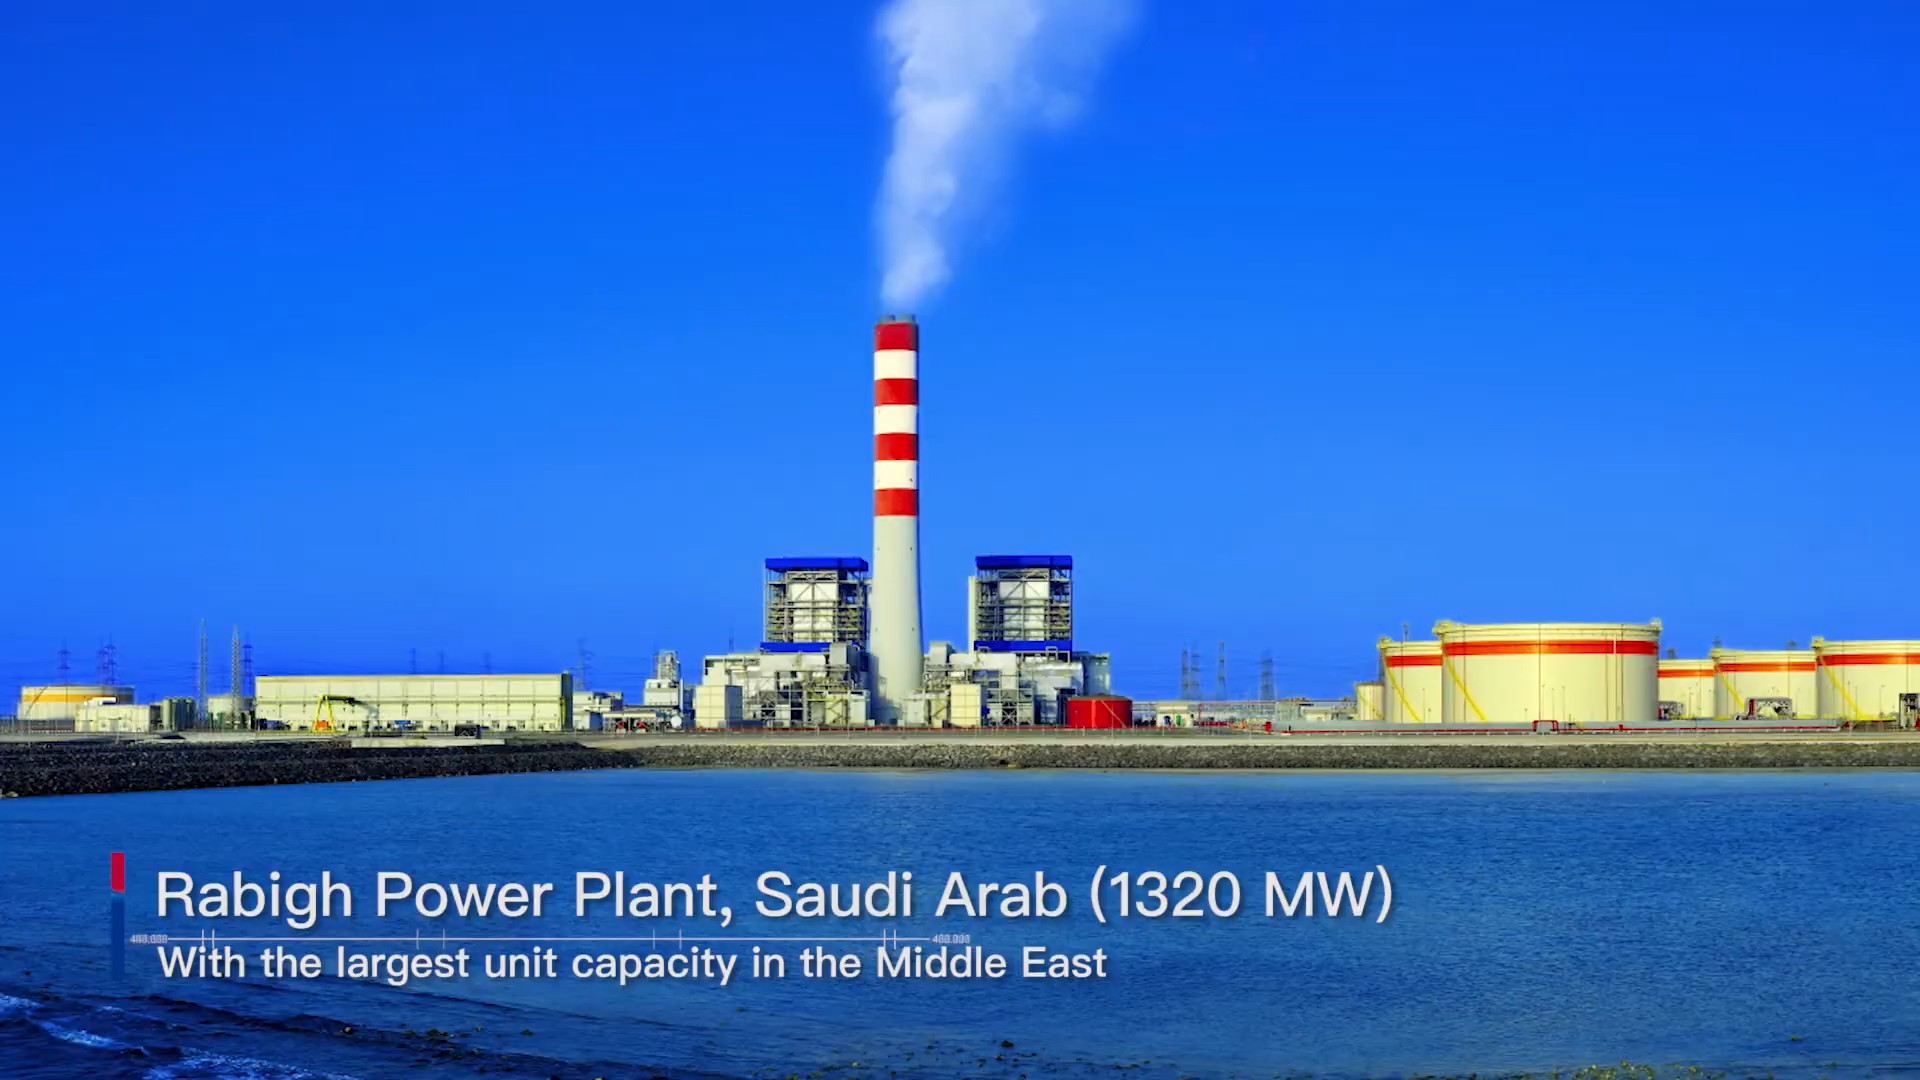 Rabigh Power Plant, Saudi Arab (1320 MW)
With the largest unit capacity in the Middle East